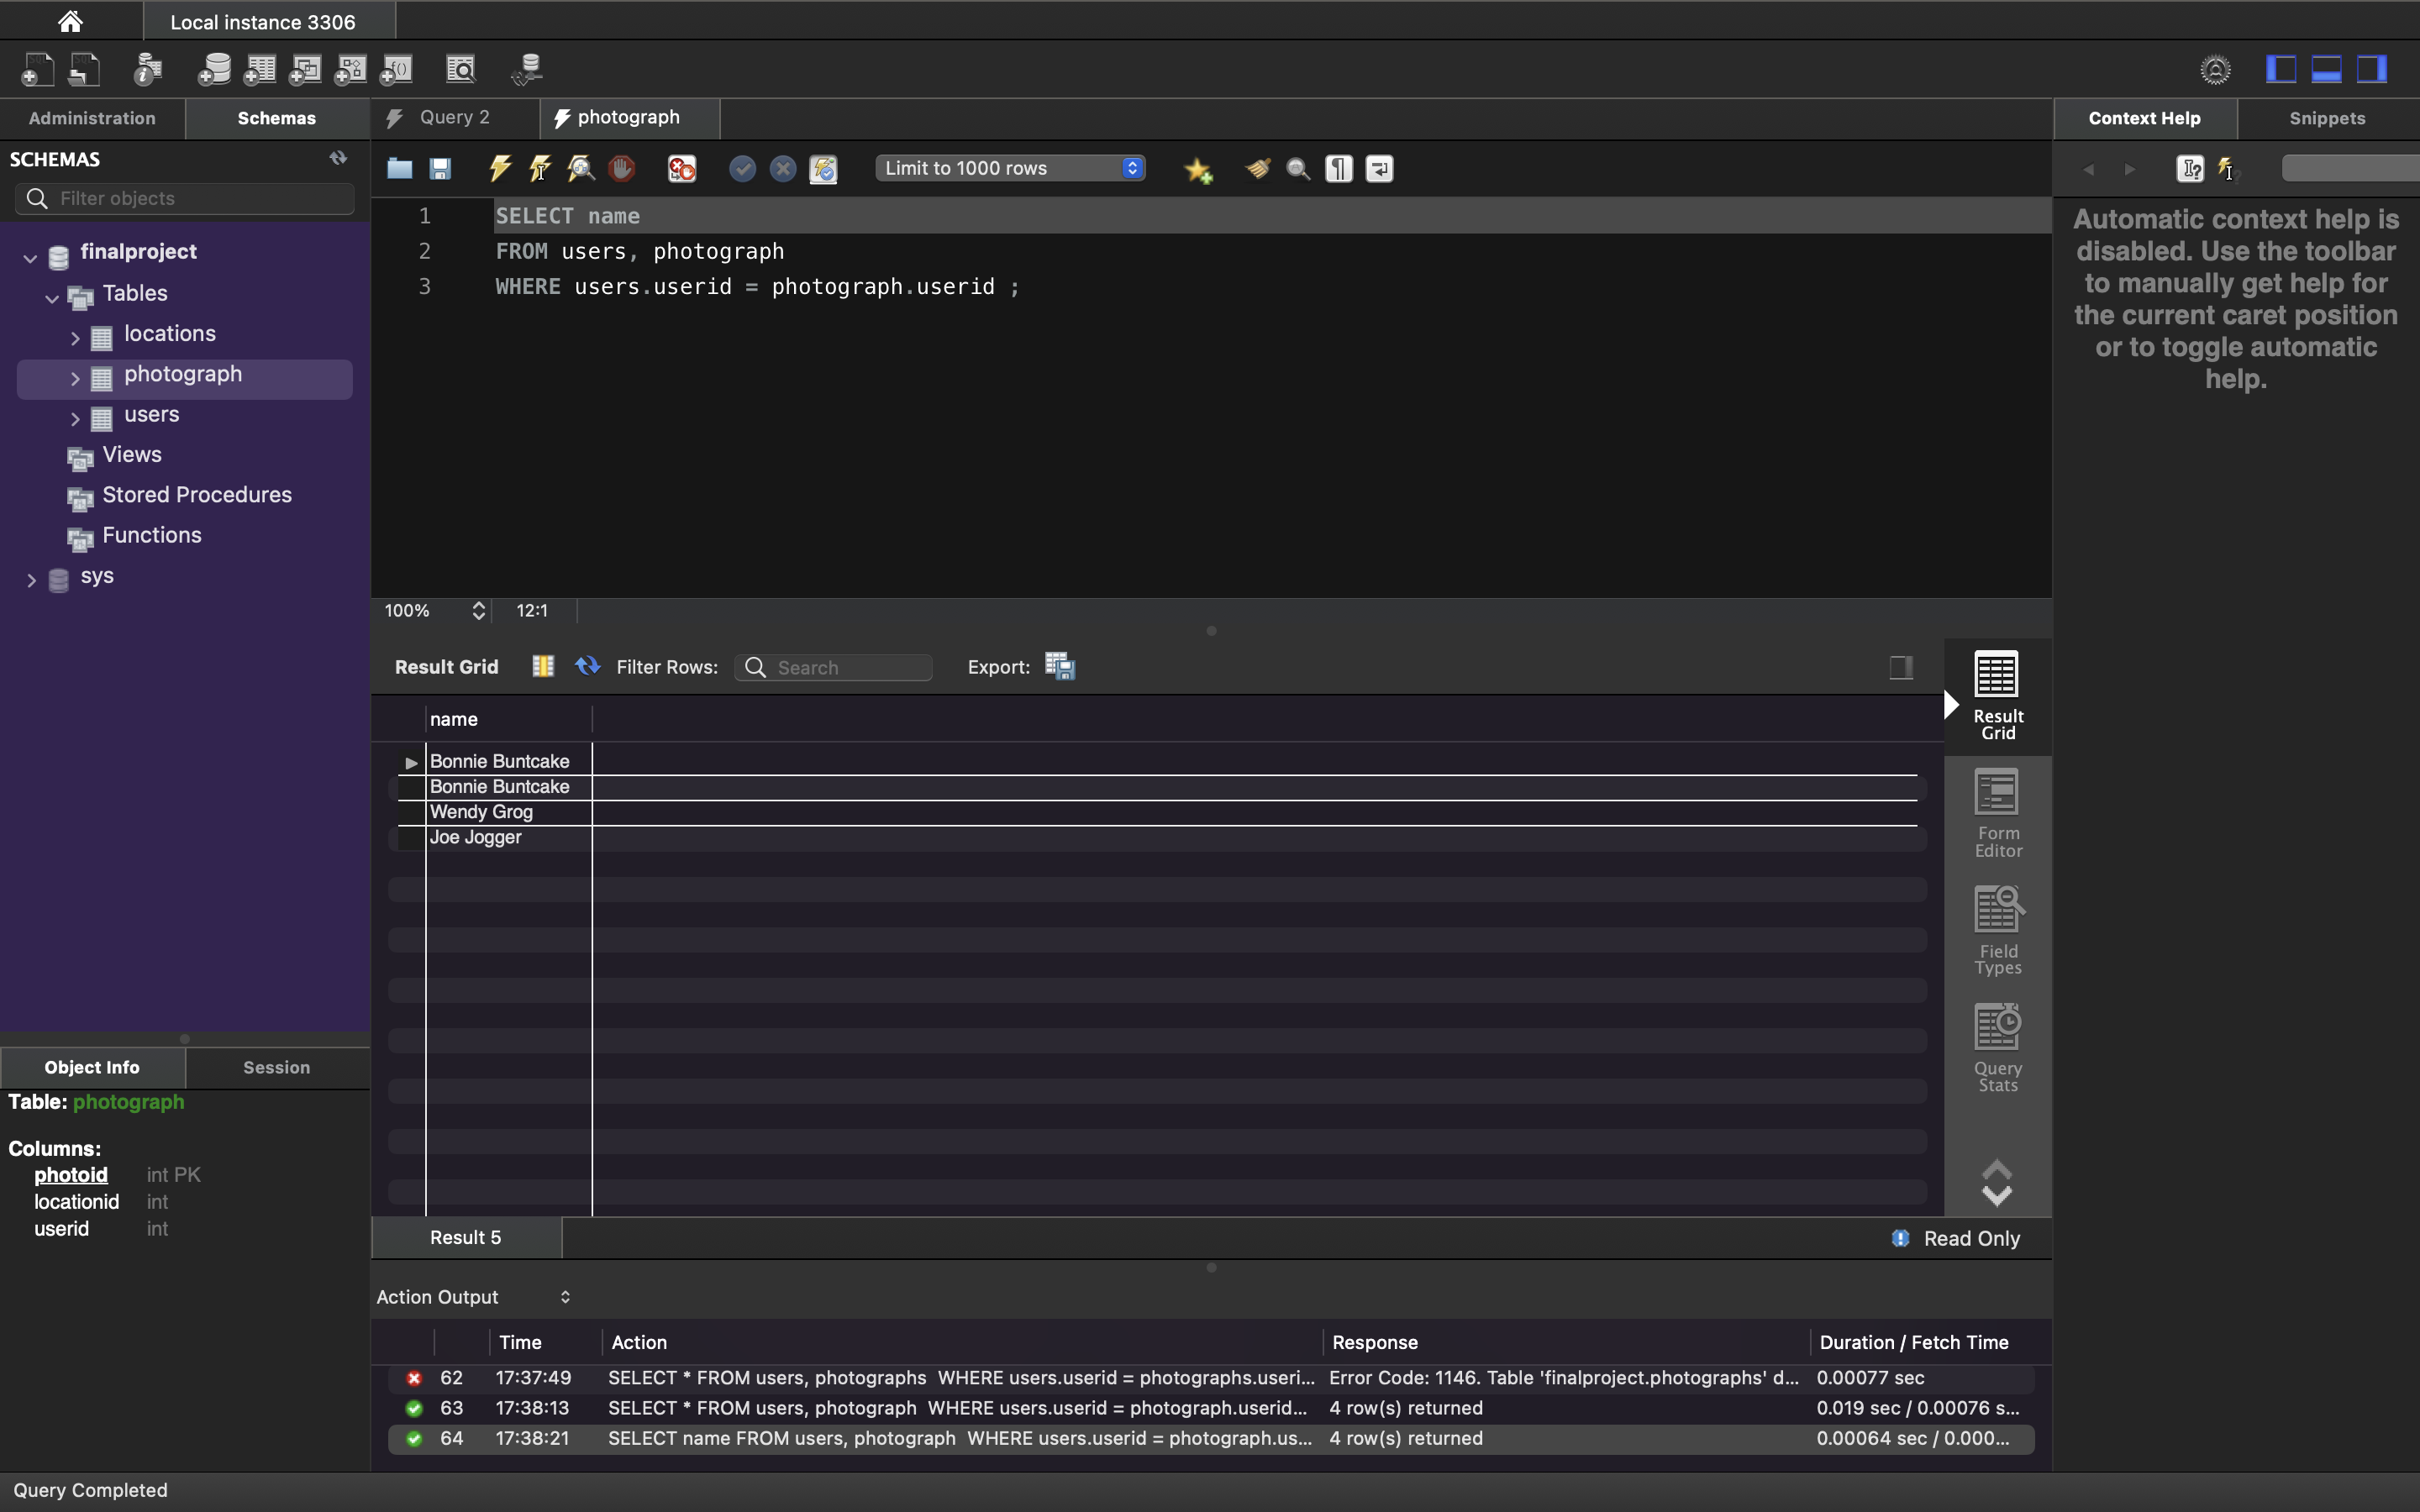 Local instance 3306
Administration
Schemas
Query 2
photograph
Context Help
Snippets
SCHEMAS
Filter objects
Limit to 1000 rows
finalproject
Tables
locations
photograph
users
Views
Stored Procedures
Functions
sys
1 SELECT name
2 FROM users, photograph
3 WHERE users.userid = photograph.userid ;
Automatic context help is
disabled. Use the toolbar
to manually get help for
the current caret position
or to toggle automatic
help.
100% 12:1
Result Grid Filter Rows: Search Export:
name
Bonnie Buntcake
Bonnie Buntcake
Wendy Grog
Joe Jogger
Result
Grid
Form
Editor
Field
Types
Query
Stats
Object Info
Session
Table: photograph
Columns:
photoid int PK
locationid int
userid int
Result 5
Read Only
Action Output
Time Action Response Duration / Fetch Time
62 17:37:49 SELECT * FROM users, photographs WHERE users.userid = photographs.useri... Error Code: 1146. Table 'finalproject.photographs' d... 0.00077 sec
63 17:38:13 SELECT * FROM users, photograph WHERE users.userid = photograph.userid... 4 row(s) returned 0.019 sec / 0.00076 s...
64 17:38:21 SELECT name FROM users, photograph WHERE users.userid = photograph.us... 4 row(s) returned 0.00064 sec / 0.000...
Query Completed